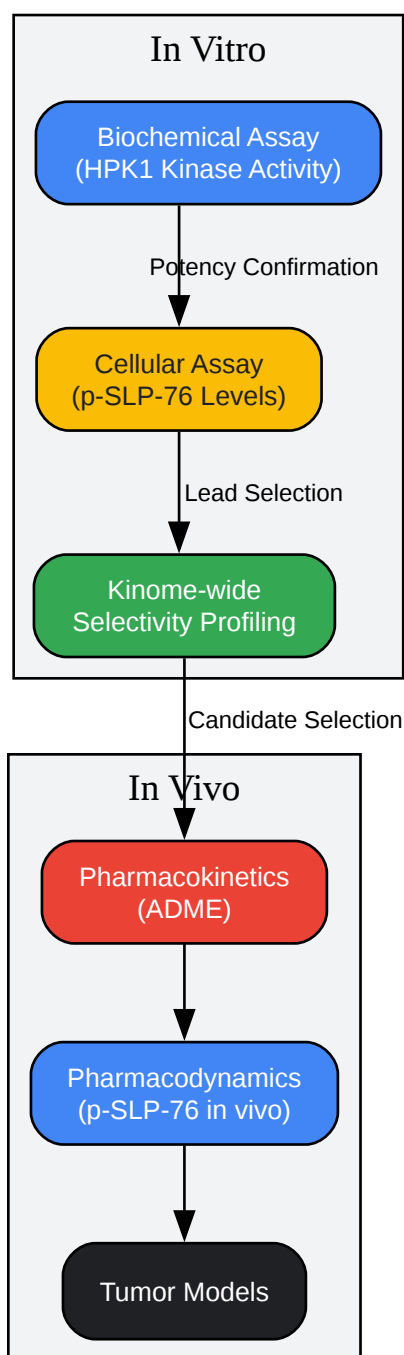 In Vitro
Biochemical Assay
(HPK1 Kinase Activity)
Potency Confirmation
Cellular Assay
(p-SLP-76 Levels)
Lead Selection
Kinome-wide
Selectivity Profiling
Candidate Selection
In Vivo
Pharmacokinetics
(ADME)
Pharmacodynamics
(p-SLP-76 in vivo)
Tumor Models